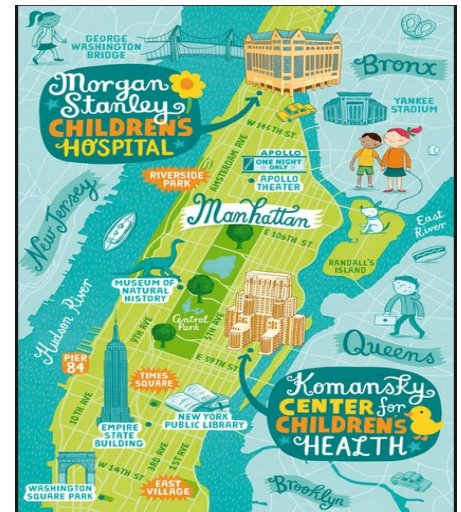 GEORGE
WASHINGTON
BRIDGE
Bronx
Morgan
Stanley
CHILDREN'S
HOSPITAL
YANKEE
STADIUM
W 145TH ST
AMSTERDAM AVE
APOLLO
ONE NIGHT
ONLY
APOLLO
THEATER
RIVERSIDE
PARK
New Jersey
Manhattan
East
River
E 106TH ST
RANDALL'S
ISLAND
MUSEUM OF
NATURAL
HISTORY
Hudson River
Central
Park
9TH AVE
5TH AVE
Queens
E 59TH ST
PIER
84
TIMES
SQUARE
Komansky
CENTER for
CHILDREN'S
HEALTH
10TH AVE
NEW YORK
PUBLIC LIBRARY
EMPIRE
STATE
BUILDING
3RD AVE
1ST AVE
W 14TH ST
EAST
VILLAGE
WASHINGTON
SQUARE PARK
Brooklyn